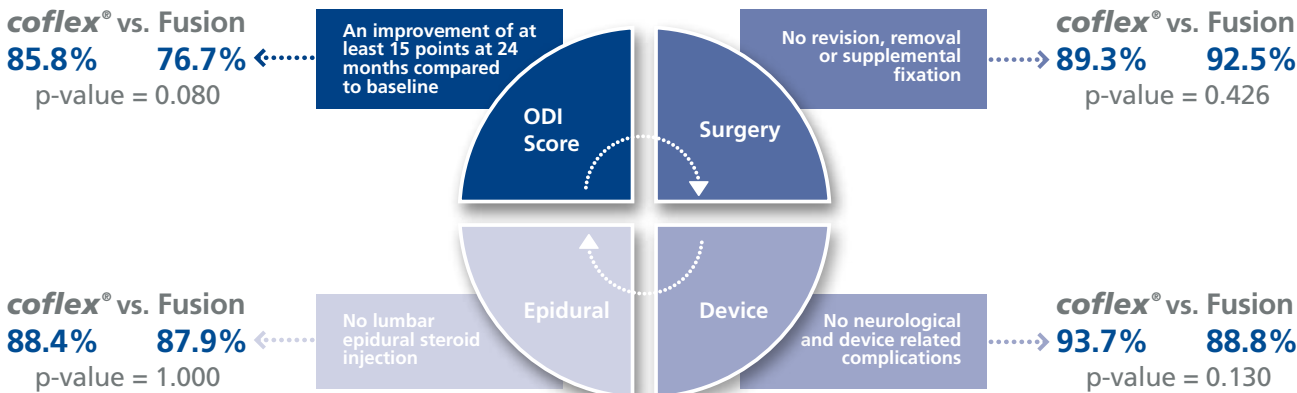 coflex® vs. Fusion
85.8% 76.7%
p-value = 0.080
An improvement of at
least 15 points at 24
months compared
to baseline
ODI
Score
No revision, removal
or supplemental
fixation
Surgery
coflex® vs. Fusion
89.3% 92.5%
p-value = 0.426
coflex® vs. Fusion
88.4% 87.9%
p-value = 1.000
No lumbar
epidural steroid
injection
Epidural
Device
No neurological
and device related
complications
coflex® vs. Fusion
93.7% 88.8%
p-value = 0.130